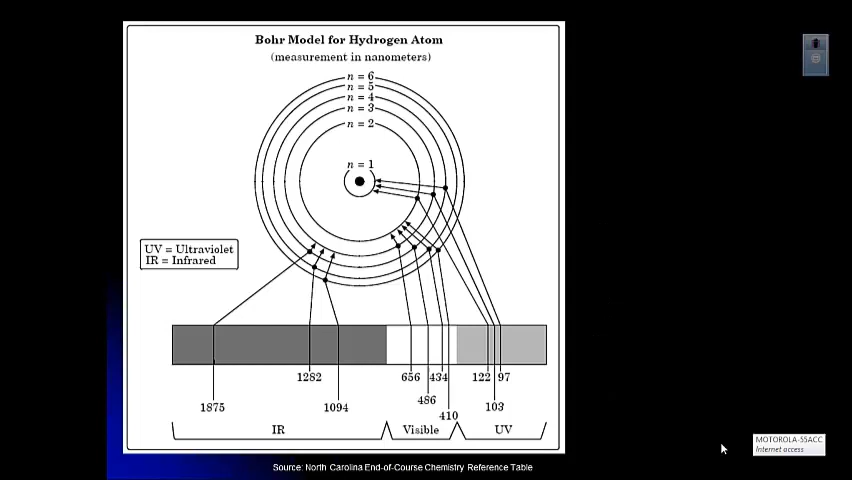 Bohr Model for Hydrogen Atom
(measurement in nanometers)
n = 6
n = 5
n = 4
n = 3
n = 2
n = 1
UV = Ultraviolet
IR = Infrared
1282
656
434
122
97
486
1875
1094
103
410
IR
Visible
UV
MOTOROLA-55ACC
Internet access
Source: North Carolina End-of-Course Chemistry Reference Table